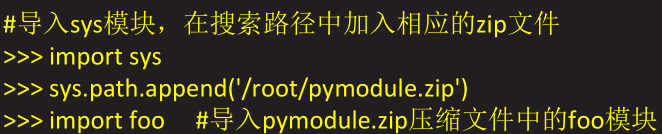 #导入sys模块，在搜索路径中加入相应的zip文件
>>> import sys
>>> sys.path.append('/root/pymodule.zip')
>>> import foo #导入pymodule.zip压缩文件中的foo模块